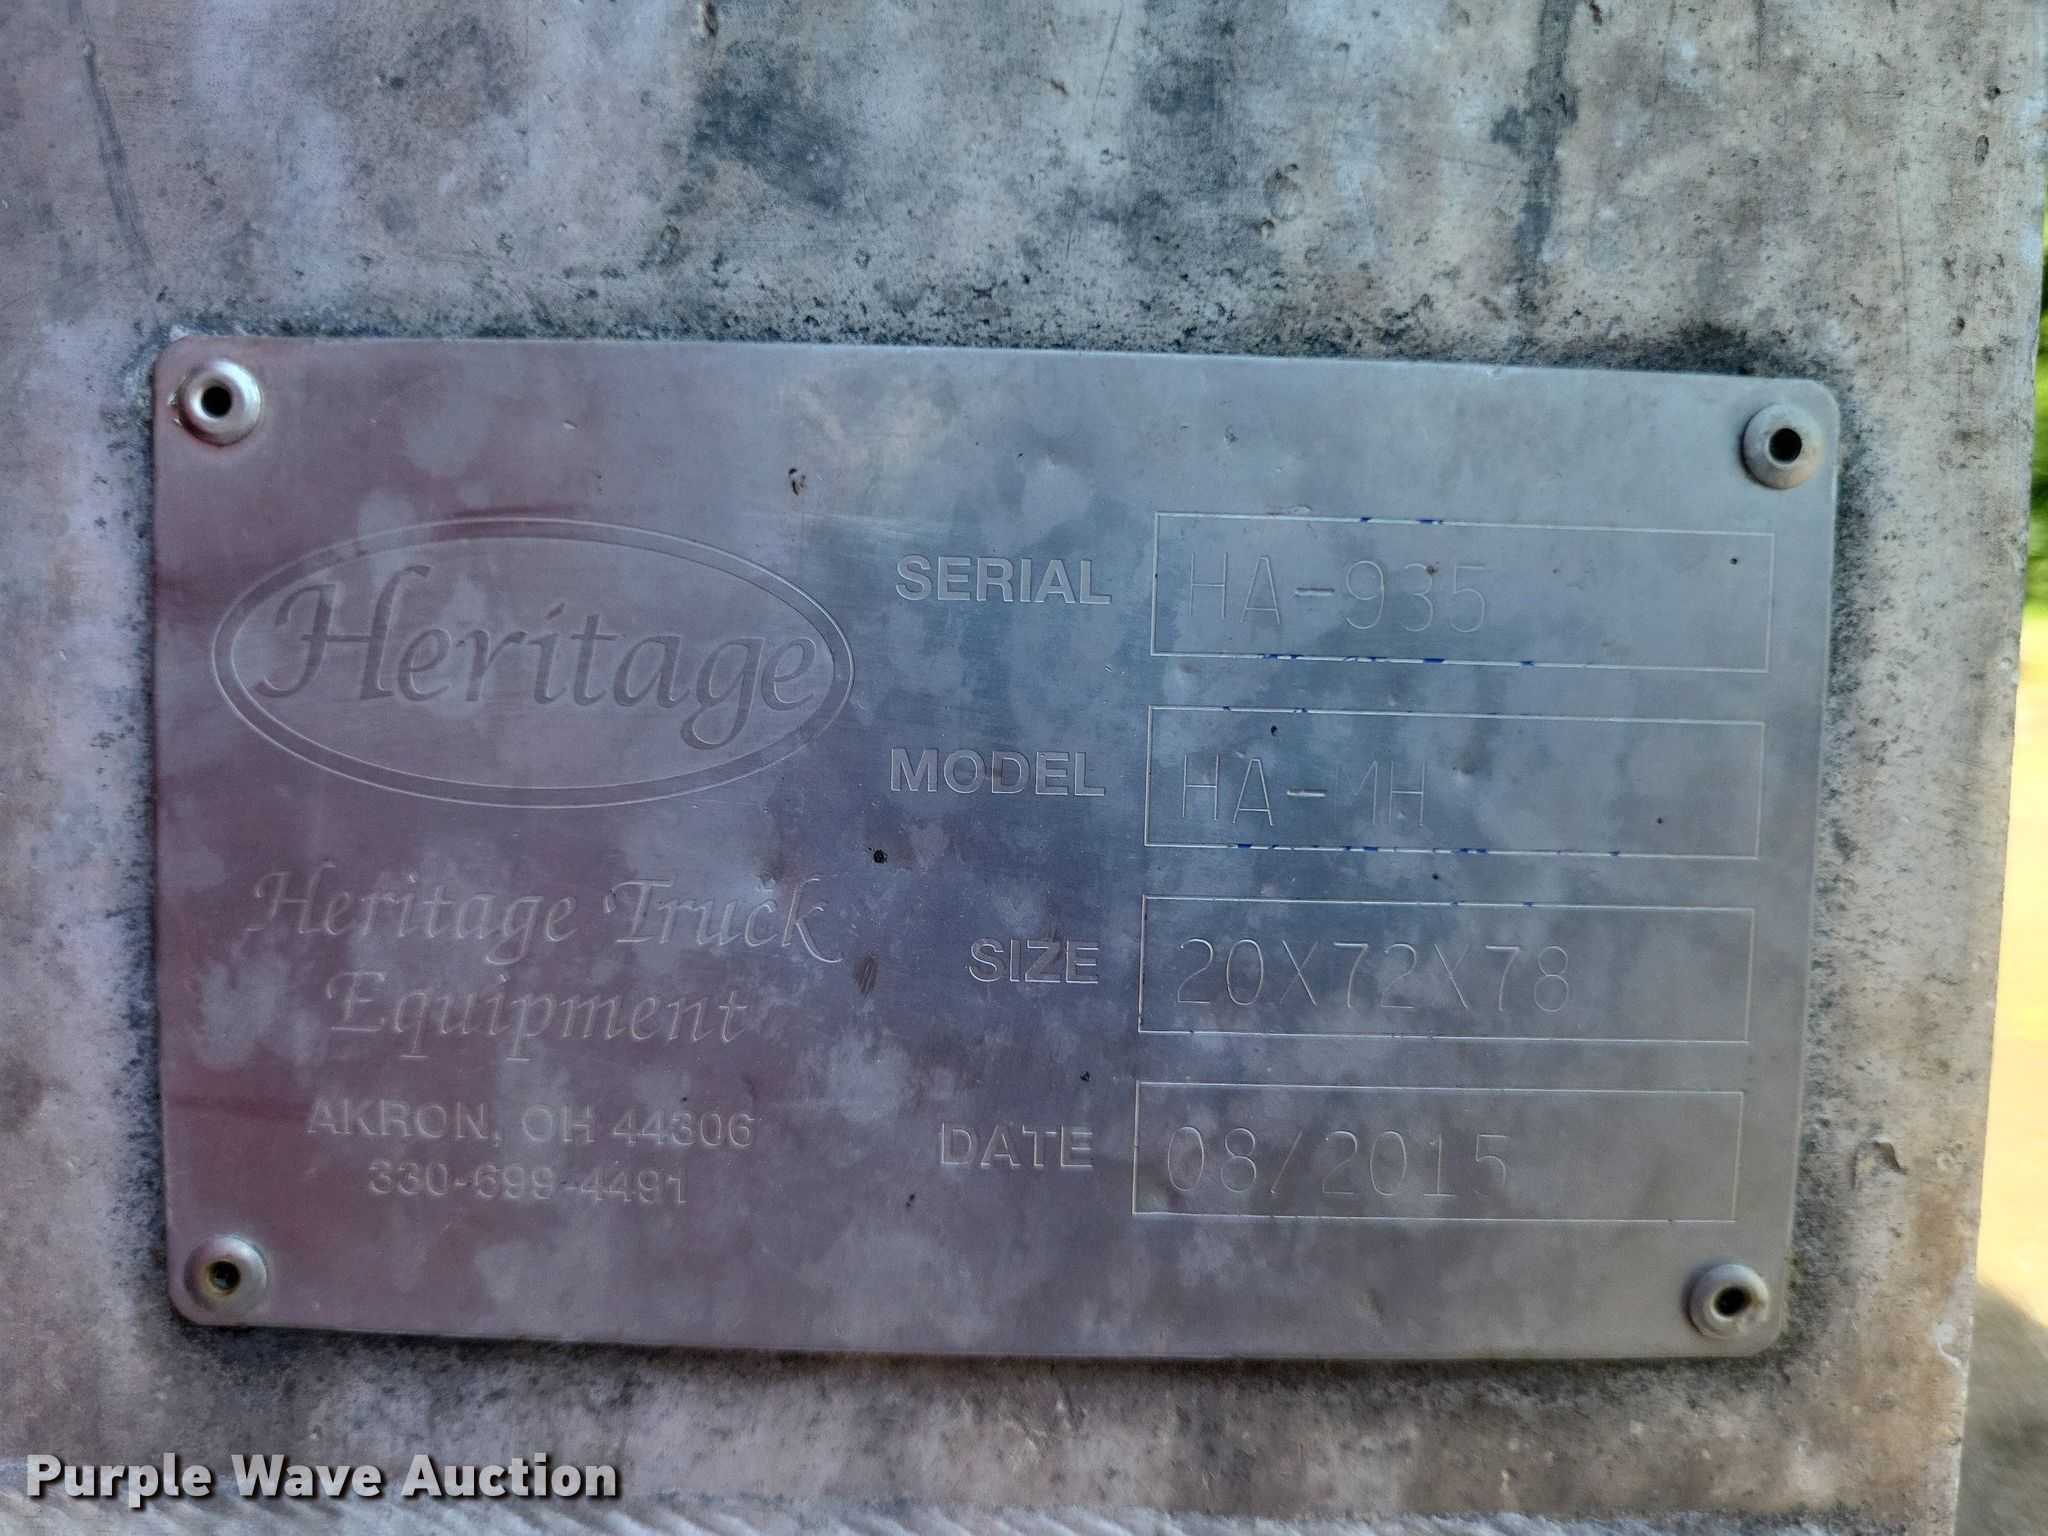 Heritage
Heritage Truck
Equipment
AKRON, OH 44306
330-699-4491
SERIAL HA-935
MODEL HA-MH
SIZE 20X72X78
DATE 08/2015
Purple Wave Auction